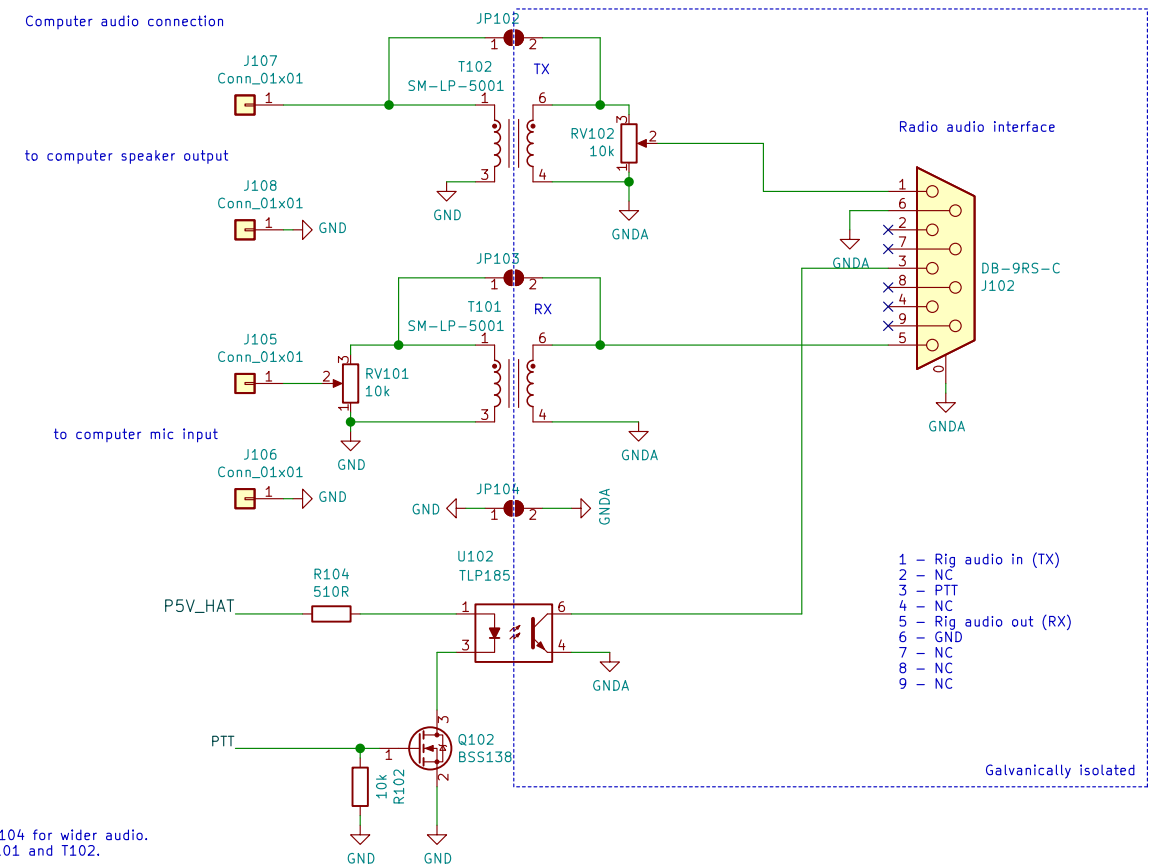 Computer audio connection
JP102
1 2
J107
Conn_01x01
1
T102
SM-LP-5001
TX
1 6
3 4
GND
RV102
10k
3
2
1
GNDA
to computer speaker output
J108
Conn_01x01
1
GND
Radio audio interface
1
6
2
7
3
8
4
9
5
0
GNDA
DB-9RS-C
J102
GNDA
JP103
1 2
T101
SM-LP-5001
RX
1 6
3 4
J105
Conn_01x01
1
2
3
1
RV101
10k
GND
GNDA
to computer mic input
J106
Conn_01x01
1
GND
JP104
GND
1 2
GNDA
U102
TLP185
1 6
3 4
R104
510R
P5V_HAT
GNDA
1 - Rig audio in (TX)
2 - NC
3 - PTT
4 - NC
5 - Rig audio out (RX)
6 - GND
7 - NC
8 - NC
9 - NC
PTT
1
3
2
Q102
BSS138
10k
R102
GND
GND
Galvanically isolated
104 for wider audio.
01 and T102.